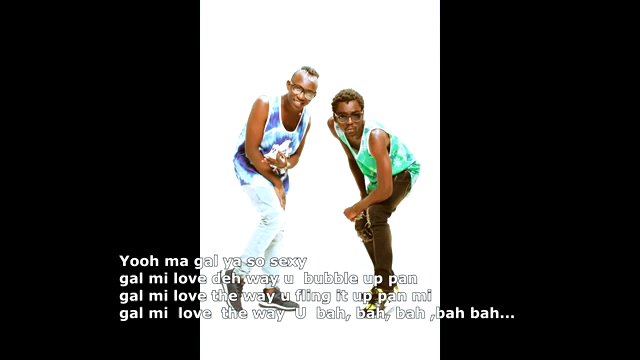 Yooh ma gal ya so sexy
gal mi love deh way u bubble up pan
gal mi love the way u fling it up pan mi
gal mi love the way U bah, bah, bah ,bah bah...